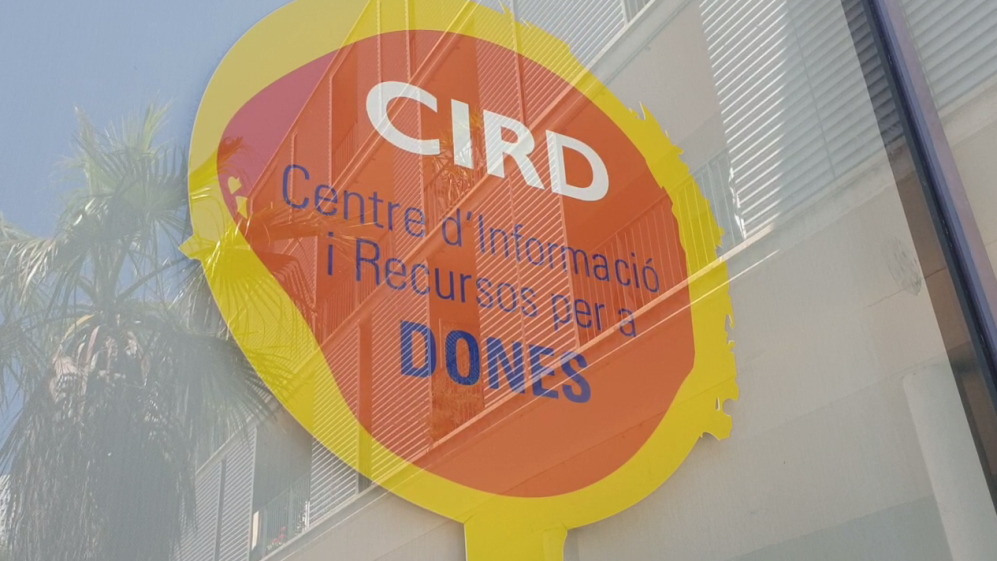 CIRD
Centre d'Informació
i Recursos per a
DONES